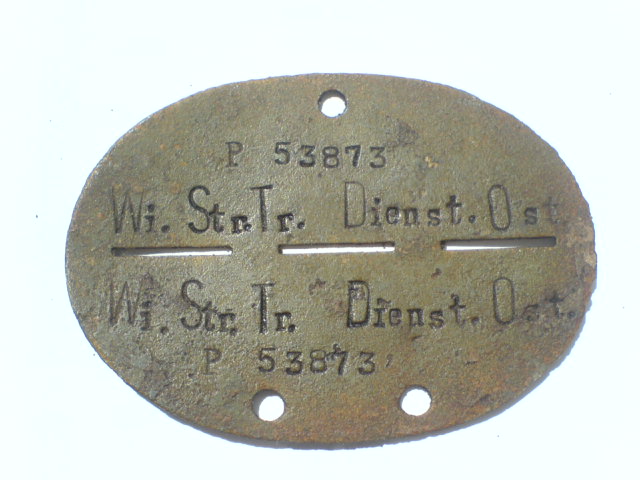 P 53873
Wi. Str.Tr. Dienst. Ost.
Wi. Str. Tr. Dienst. Ost.
P 53873